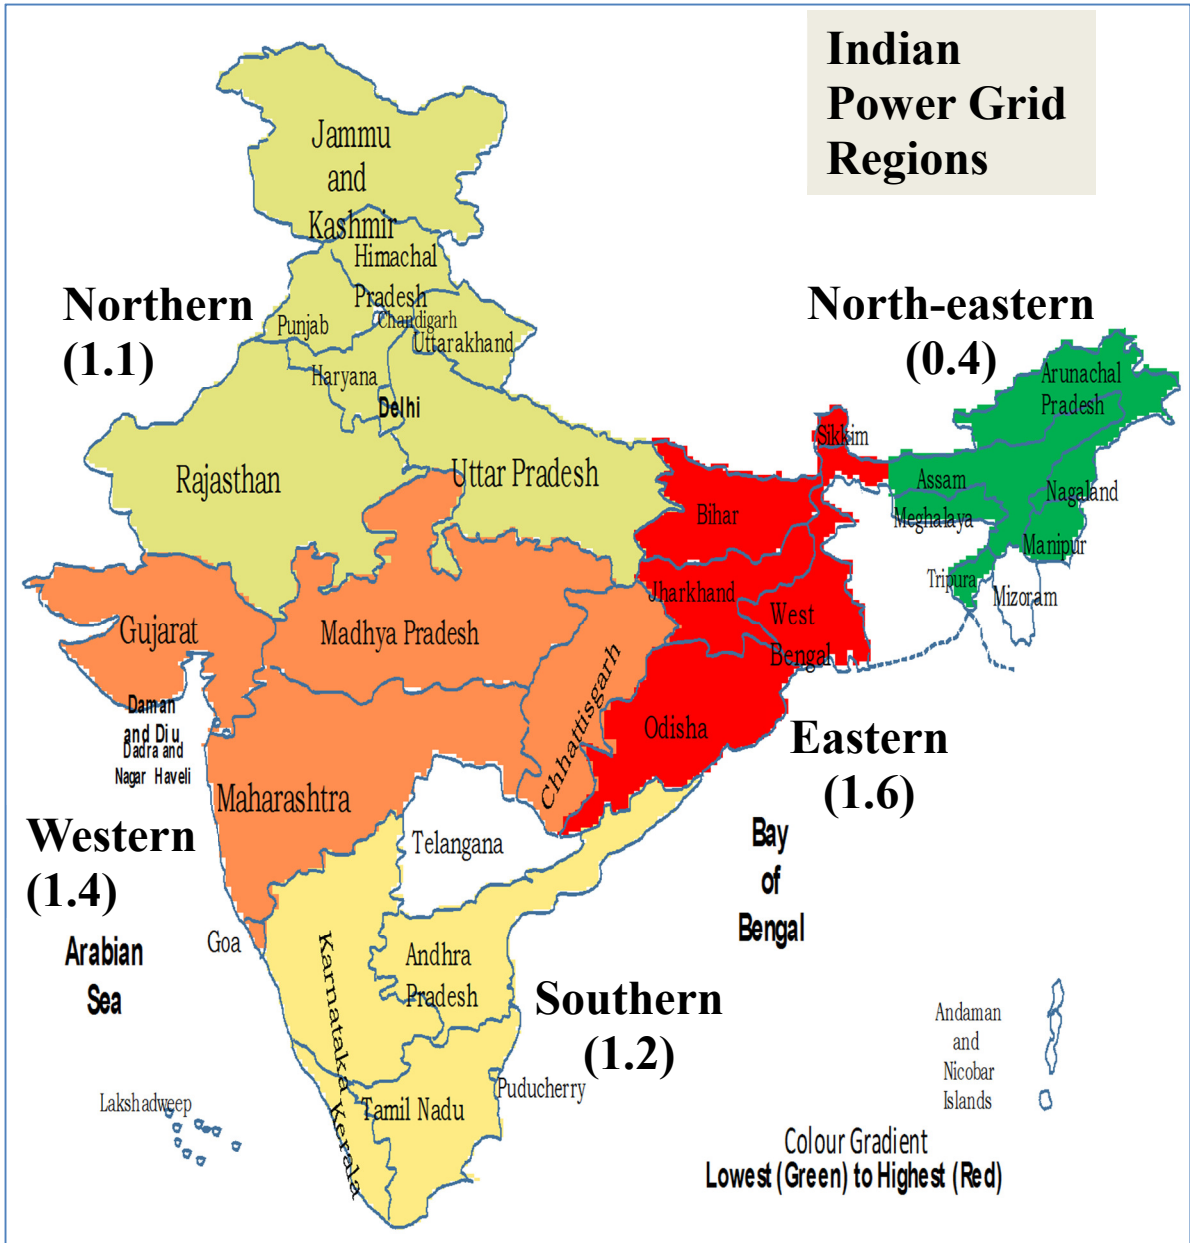 Indian
Power Grid
Regions
Jammu
and
Kashmir
Himachal
Pradesh
Northern
(1.1)
Punjab
Chandigarh
Uttarakhand
Haryana
Delhi
North-eastern
(0.4)
Arunachal
Pradesh
Sikkim
Rajasthan
Uttar Pradesh
Bihar
Assam
Nagaland
Meghalaya
Manipur
Tripura
Mizoram
Jharkhand
West
Bengal
Gujarat
Madhya Pradesh
Chhattisgarh
Odisha
Eastern
(1.6)
Daman
and Diu
Dadra and
Nagar Haveli
Maharashtra
Western
(1.4)
Telangana
Bay
of
Bengal
Goa
Arabian
Sea
Karnataka
Andhra
Pradesh
Southern
(1.2)
Andaman
and
Nicobar
Islands
Puducherry
Lakshadweep
Tamil Nadu
Kerala
Colour Gradient
Lowest (Green) to Highest (Red)